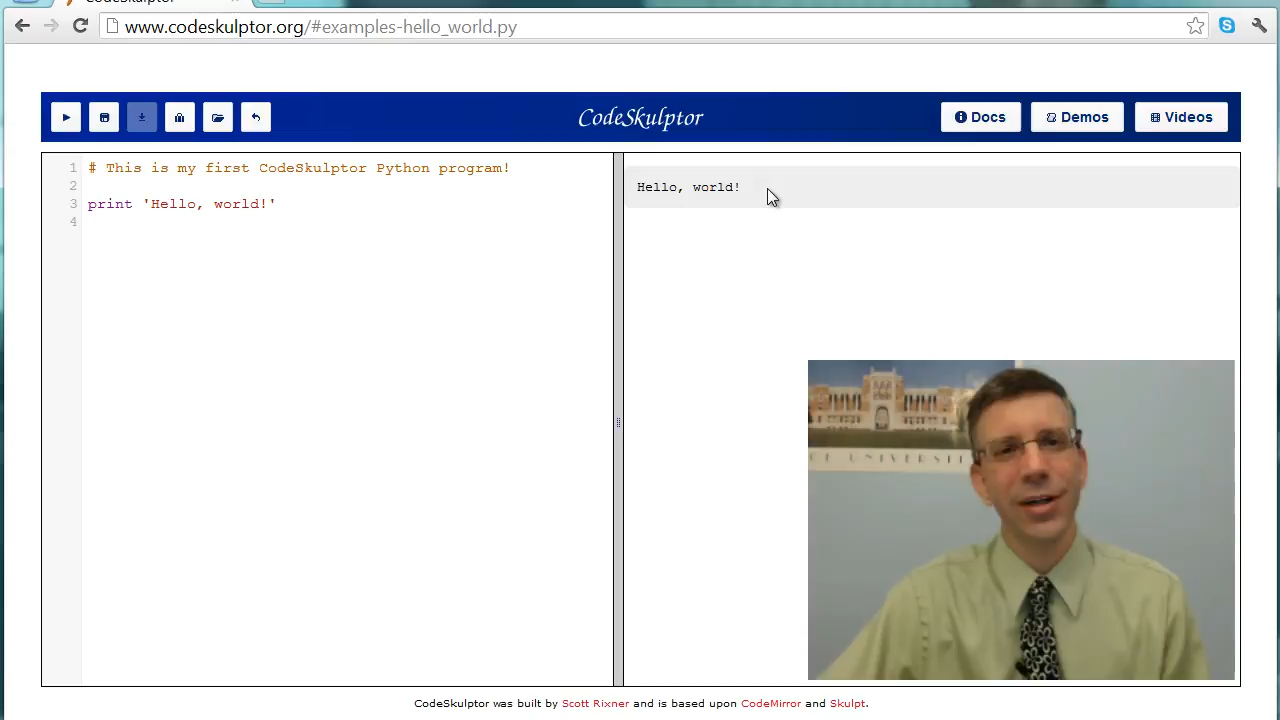 CodeSkulptor
www.codeskulptor.org/#examples-hello_world.py
CodeSkulptor
Docs
Demos
Videos
1 # This is my first CodeSkulptor Python program!
2
3 print 'Hello, world!'
4
Hello, world!
UNIVERSI
CodeSkulptor was built by Scott Rixner and is based upon CodeMirror and Skulpt.